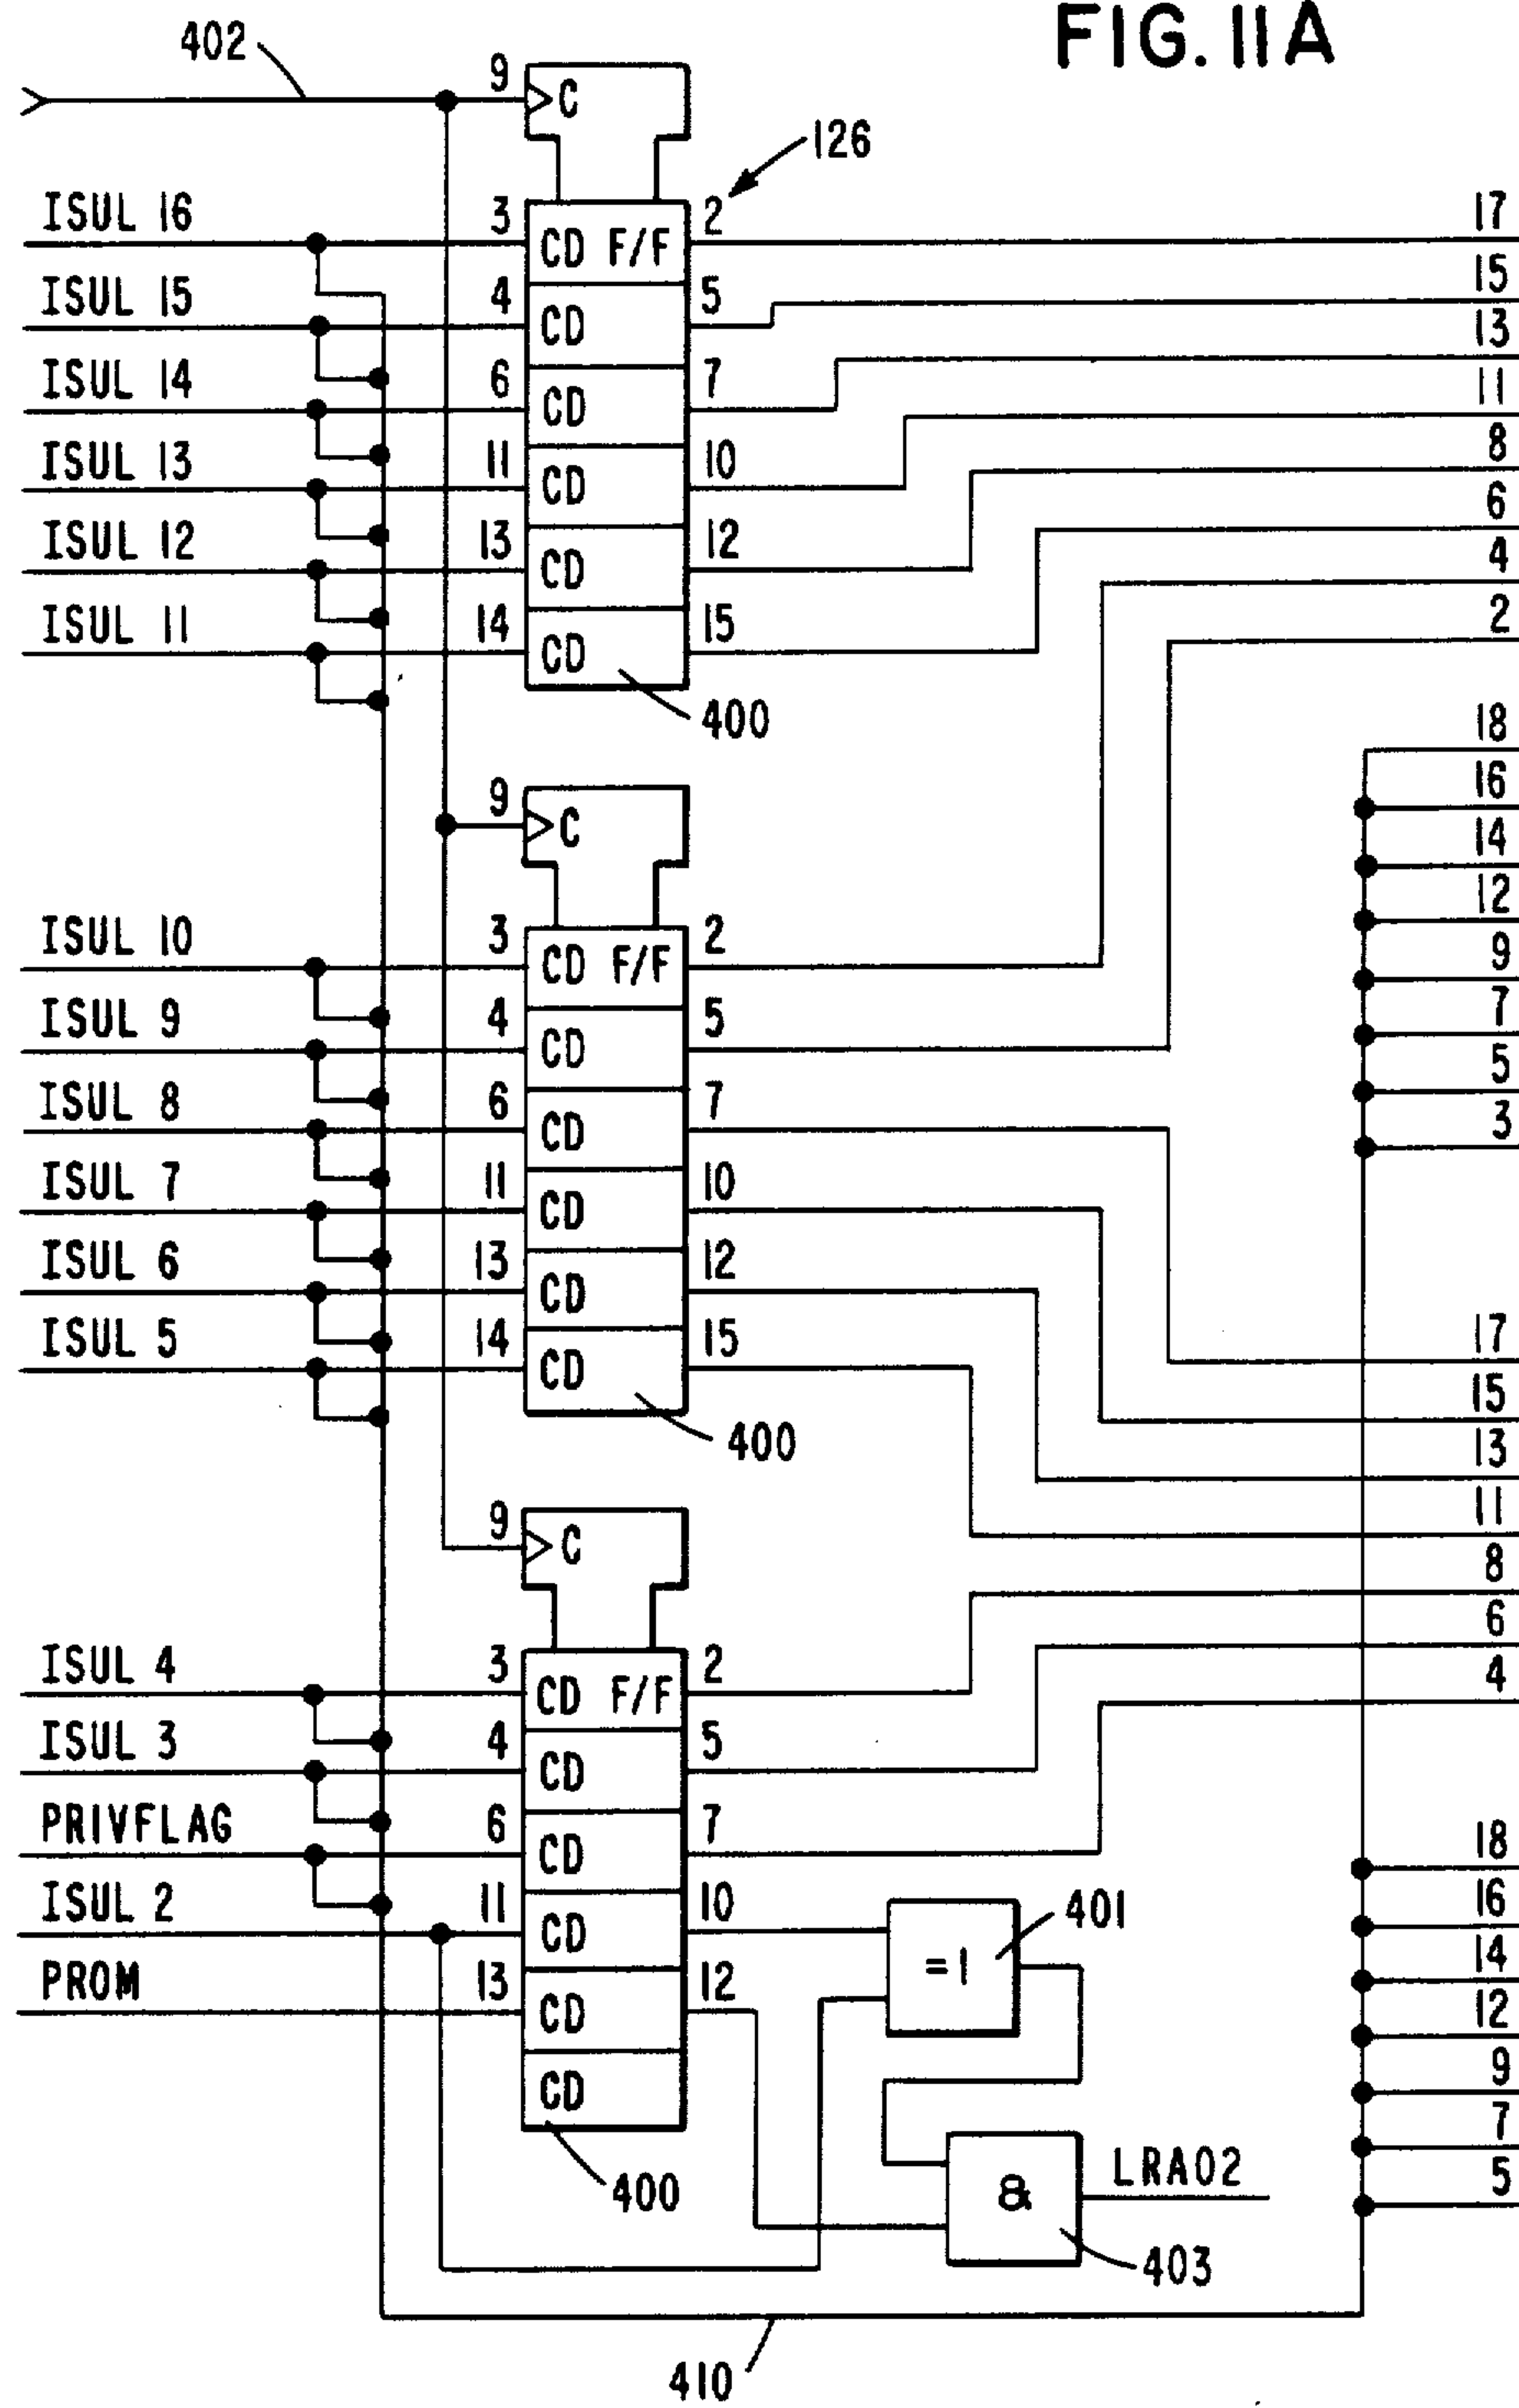 FIG. 11A
402
9
C
126
ISUL 16
3
CD F/F
2
17
ISUL 15
4
CD
5
15
ISUL 14
6
CD
7
13
ISUL 13
11
CD
10
11
ISUL 12
13
CD
12
8
ISUL 11
14
CD
15
6
4
2
400
18
9
C
16
14
12
ISUL 10
3
CD F/F
2
9
ISUL 9
4
CD
5
7
ISUL 8
6
CD
7
5
3
ISUL 7
11
CD
10
ISUL 6
13
CD
12
ISUL 5
14
CD
15
17
15
400
13
9
C
11
8
6
ISUL 4
3
CD F/F
2
4
ISUL 3
4
CD
5
PRIVFLAG
6
CD
7
18
ISUL 2
11
CD
10
=1
401
16
PROM
13
CD
12
14
12
CD
9
400
&
LRA02
7
403
5
410